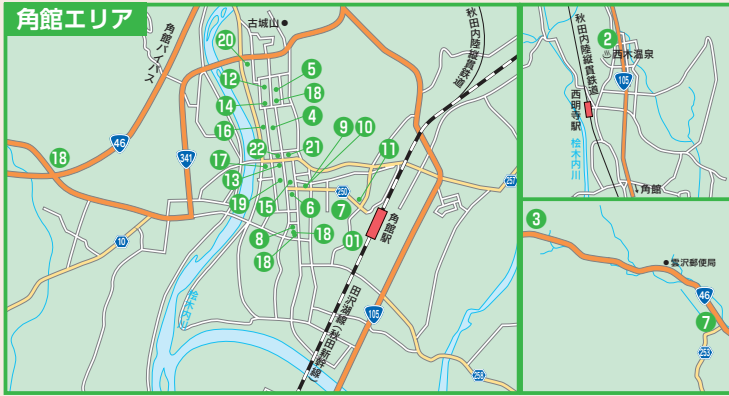 角館エリア
角館バイパス
古城山
秋田内陸縦貫鉄道
20
12
5
14
18
16
4
46
18
341
9
10
22
21
11
17
13
19
15
6
250
7
257
8
18
18
01
角館駅
10
桧木内川
田沢湖線(秋田新幹線)
105
258
秋田内陸縦貫鉄道
2
西木温泉
105
西明寺駅
桧木内川
角館
3
雲沢郵便局
46
7
253